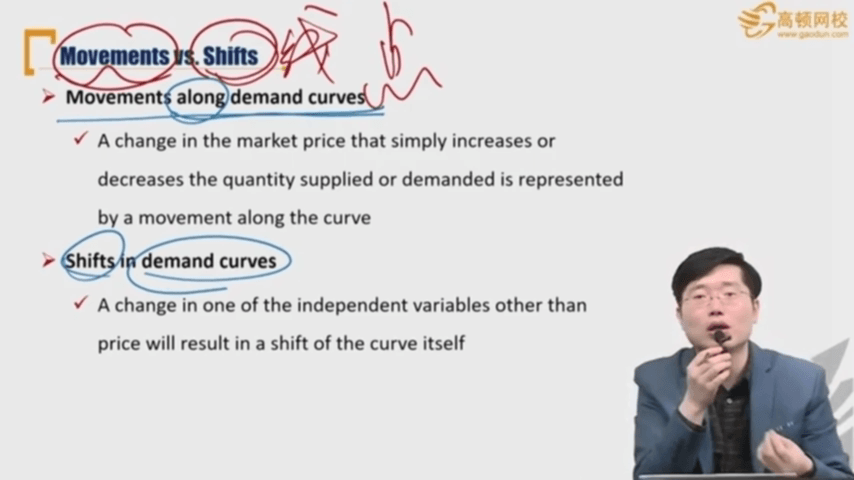 高顿网校
www.gaodun.com
Movements vs. Shifts 线 点
Movements along demand curves
A change in the market price that simply increases or
decreases the quantity supplied or demanded is represented
by a movement along the curve
Shifts in demand curves
A change in one of the independent variables other than
price will result in a shift of the curve itself